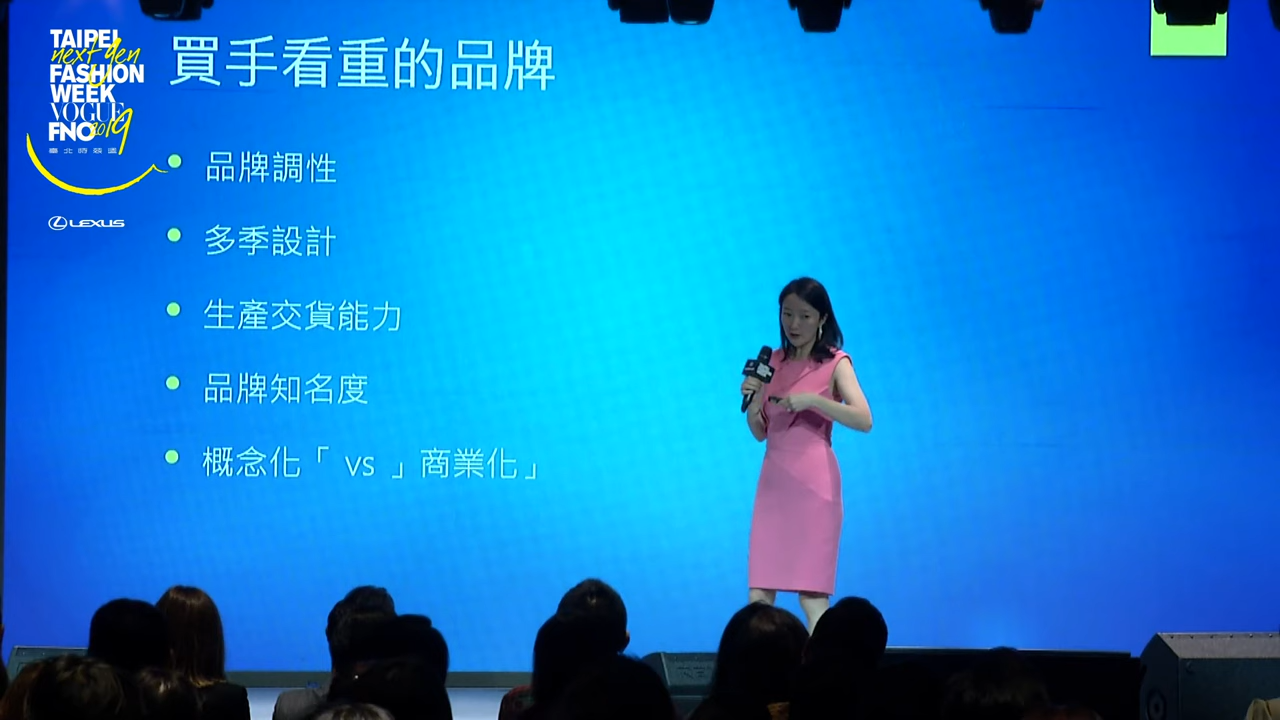 TAIPEI
next gen
FASHION
WEEK
VOGUE
FNO 2019
臺北時裝週
LEXUS
買手看重的品牌
品牌調性
多季設計
生產交貨能力
品牌知名度
概念化「 vs 」商業化」